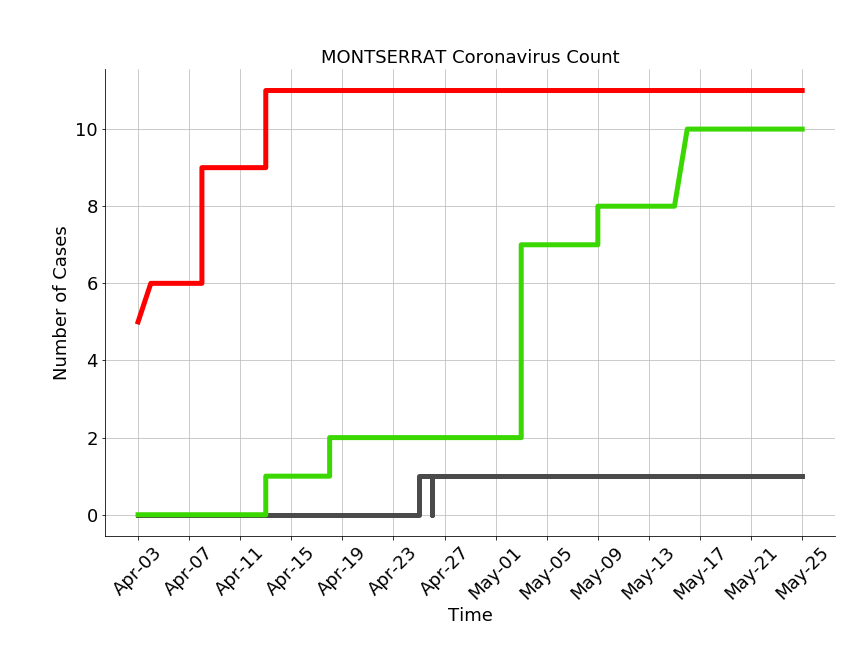 MONTSERRAT Coronavirus Count
Number of Cases
10
8
6
4
2
0
Apr-03 Apr-07 Apr-11 Apr-15 Apr-19 Apr-23 Apr-27 May-01 May-05 May-09 May-13 May-17 May-21 May-25
Time